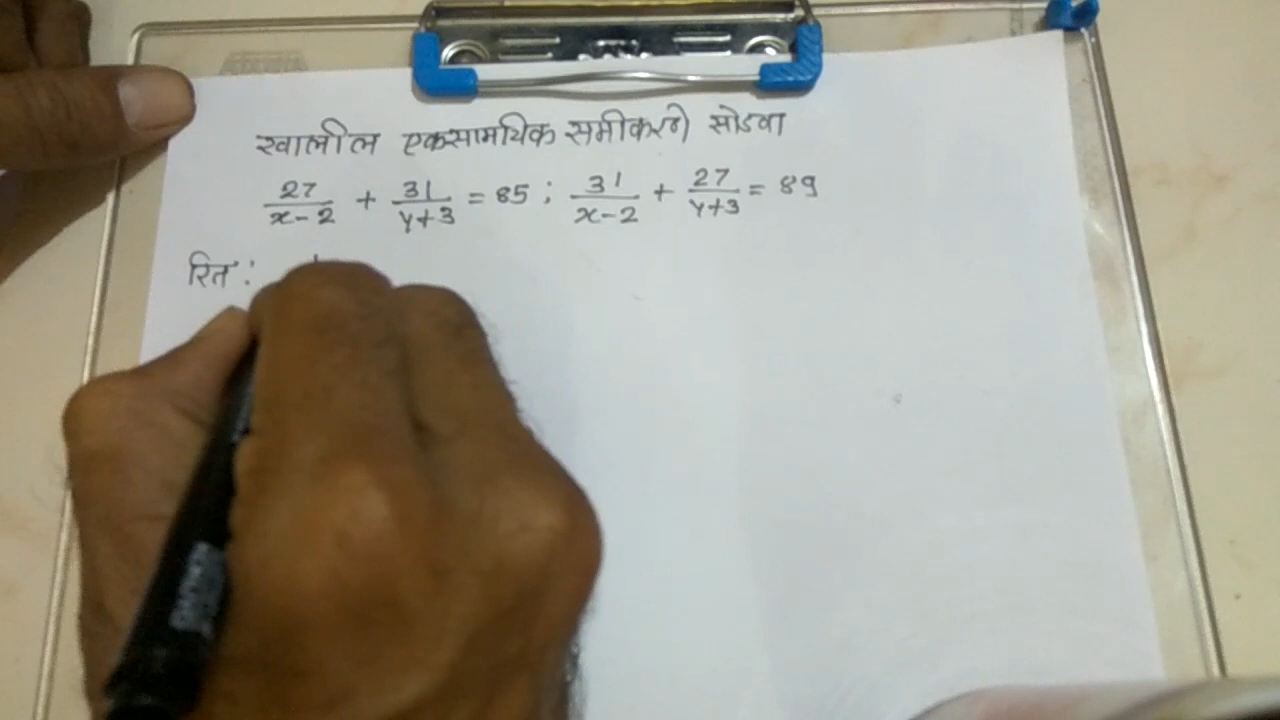 खालील एकसामयिक समीकरणे सोडवा
27/x-2 + 31/y+3 = 85 ; 31/x-2 + 27/y+3 = 89
रित :